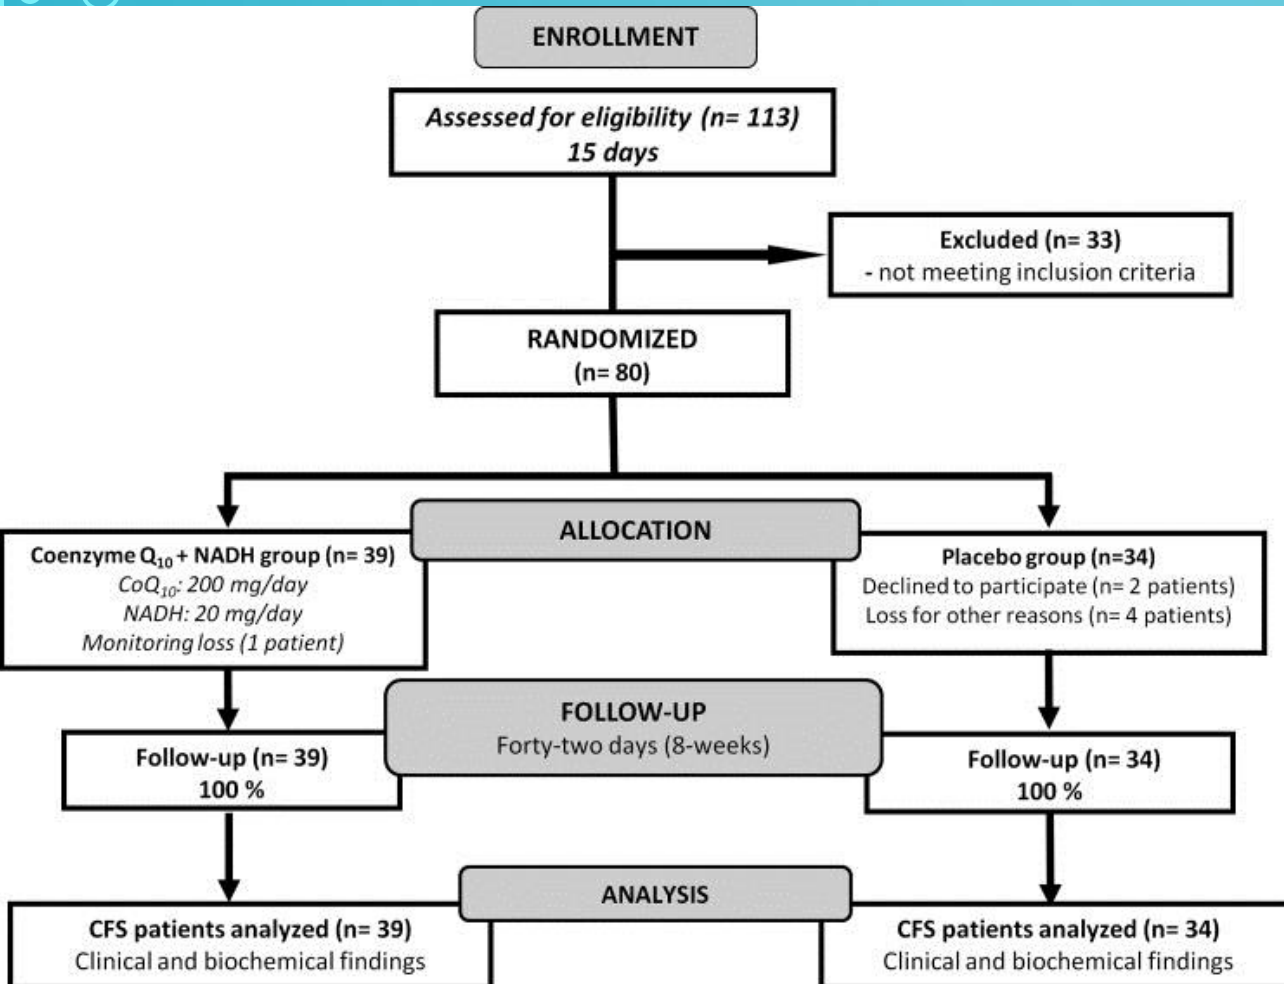 ENROLLMENT
Assessed for eligibility (n= 113)
15 days
Excluded (n= 33)
- not meeting inclusion criteria
RANDOMIZED
(n= 80)
ALLOCATION
Coenzyme Q10 + NADH group (n= 39)
CoQ10: 200 mg/day
NADH: 20 mg/day
Monitoring loss (1 patient)
Placebo group (n=34)
Declined to participate (n= 2 patients)
Loss for other reasons (n= 4 patients)
FOLLOW-UP
Forty-two days (8-weeks)
Follow-up (n= 39)
100 %
Follow-up (n= 34)
100 %
ANALYSIS
CFS patients analyzed (n= 39)
Clinical and biochemical findings
CFS patients analyzed (n= 34)
Clinical and biochemical findings